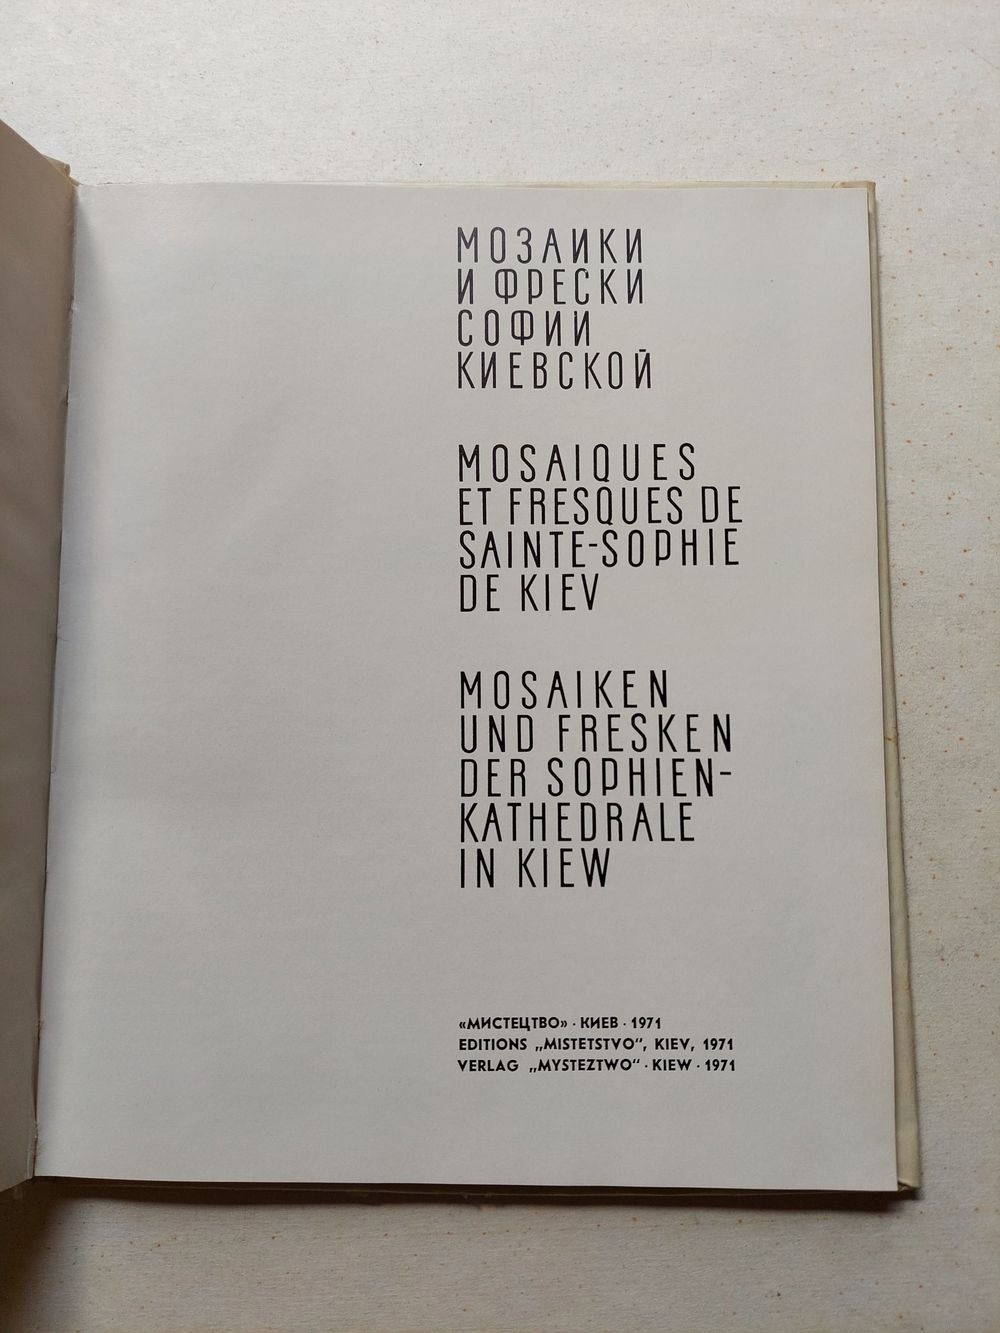 МОЗАИКИ
И ФРЕСКИ
СОФИИ
КИЕВСКОЙ
MOSAIQUES
ET FRESQUES DE
SAINTE-SOPHIE
DE KIEV
MOSAIKEN
UND FRESKEN
DER SOPHIEN-
KATHEDRALE
IN KIEW
«МИСТЕЦТВО» · КИЕВ · 1971
EDITIONS „MISTETSTVO“, KIEV, 1971
VERLAG „MYSTEZTWO“ · KIEW · 1971